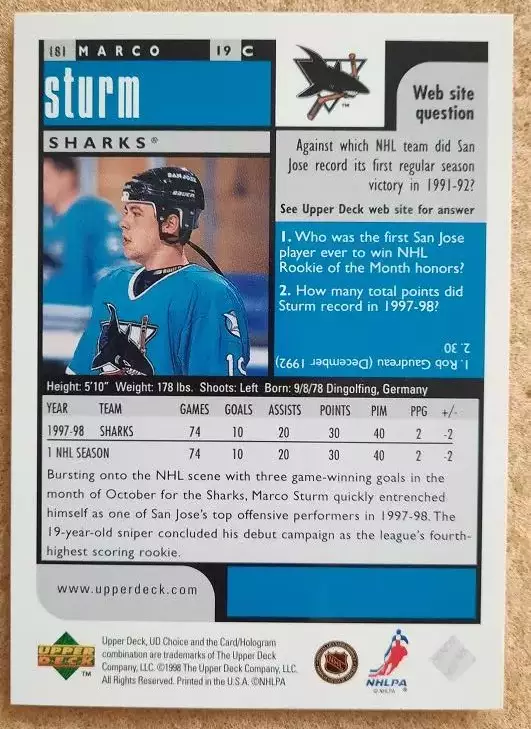 181 MARCO 19 C
sturm
SHARKS®
SAN JOSE
BAUER
19
TM
Web site
question
Against which NHL team did San
Jose record its first regular season
victory in 1991-92?
See Upper Deck web site for answer
1. Who was the first San Jose
player ever to win NHL
Rookie of the Month honors?
2. How many total points did
Sturm record in 1997-98?
1. Rob Gaudreau (December 1992)
2. 30
Height: 5'10" Weight: 178 lbs. Shoots: Left Born: 9/8/78 Dingolfing, Germany
YEAR TEAM GAMES GOALS ASSISTS POINTS PIM PPG +/-
1997-98 SHARKS 74 10 20 30 40 2 -2
1 NHL SEASON 74 10 20 30 40 2 -2
Bursting onto the NHL scene with three game-winning goals in the
month of October for the Sharks, Marco Sturm quickly entrenched
himself as one of San Jose's top offensive performers in 1997-98. The
19-year-old sniper concluded his debut campaign as the league's fourth-
highest scoring rookie.
www.upperdeck.com
UPPER
DECK
TM
Upper Deck, UD Choice and the Card/Hologram
combination are trademarks of The Upper Deck
Company, LLC. ©1998 The Upper Deck Company, LLC.
All Rights Reserved. Printed in the U.S.A. ©NHLPA
NHL
NHLPA
© NHLPA